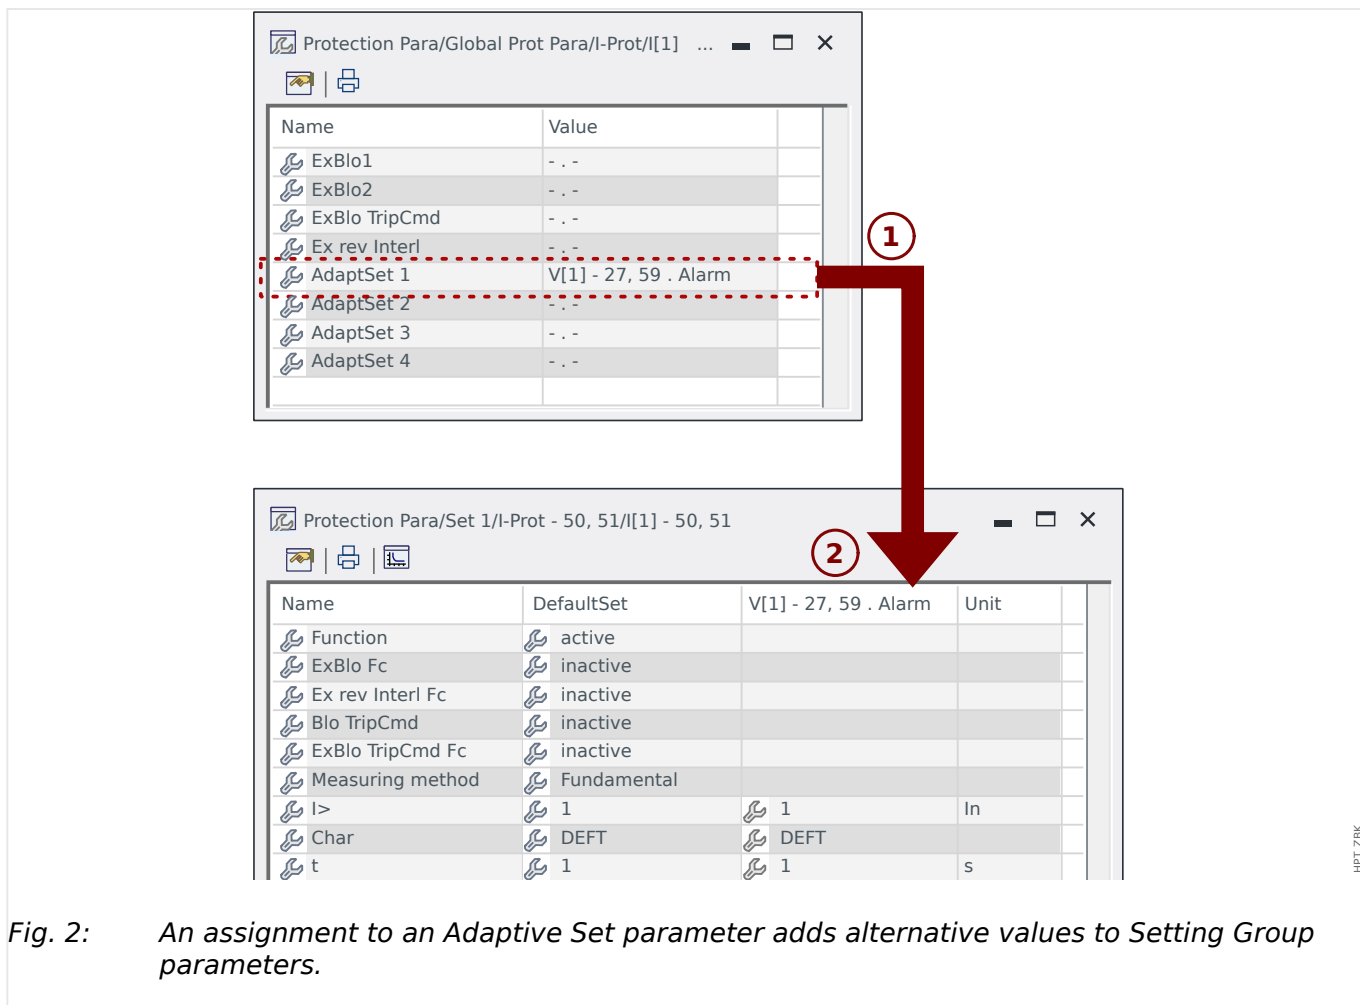 Protection Para/Global Prot Para/I-Prot/I[1] ...
Name Value
ExBlo1 - . -
ExBlo2 - . -
ExBlo TripCmd - . -
Ex rev Interl - . -
AdaptSet 1 V[1] - 27, 59 . Alarm
AdaptSet 2 - . -
AdaptSet 3 - . -
AdaptSet 4 - . -
1
Protection Para/Set 1/I-Prot - 50, 51/I[1] - 50, 51
2
Name DefaultSet V[1] - 27, 59 . Alarm Unit
Function active
ExBlo Fc inactive
Ex rev Interl Fc inactive
Blo TripCmd inactive
ExBlo TripCmd Fc inactive
Measuring method Fundamental
I> 1 1 In
Char DEFT DEFT
t 1 1 s
HPT ZBK
Fig. 2: An assignment to an Adaptive Set parameter adds alternative values to Setting Group
parameters.